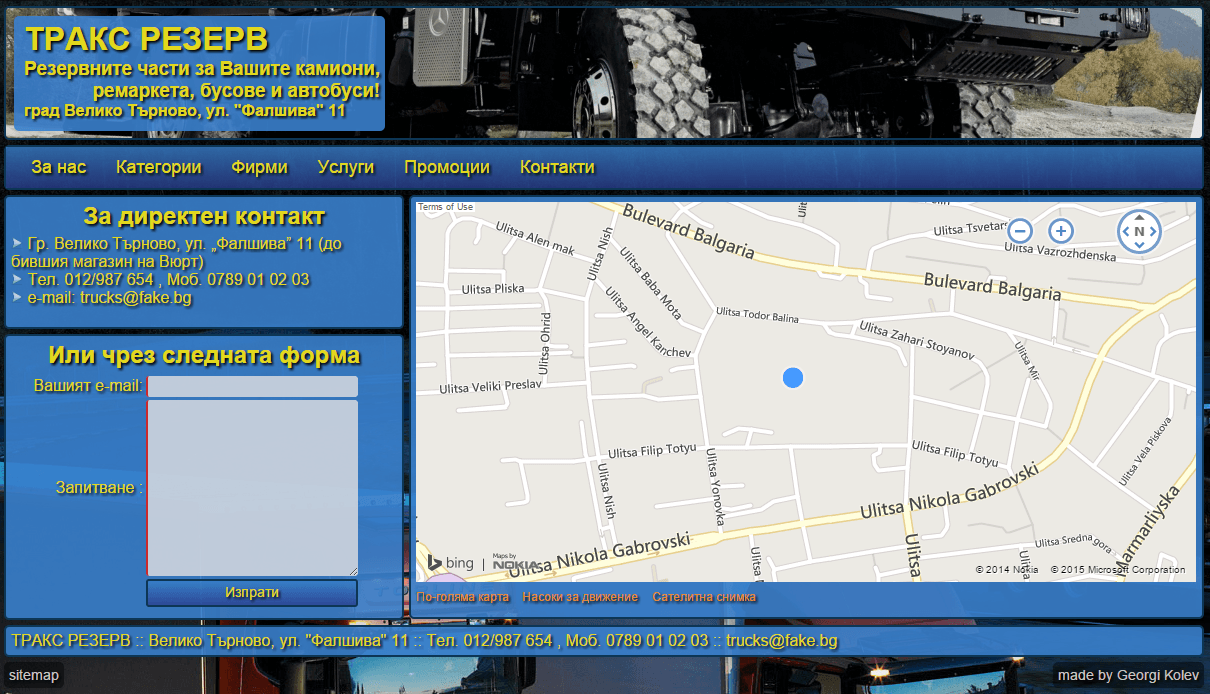 ТРАКС РЕЗЕРВ
Резервните части за Вашите камиони,
ремаркета, бусове и автобуси!
град Велико Търново, ул. "Фалшива" 11
За нас Категории Фирми Услуги Промоции Контакти
За директен контакт
Гр. Велико Търново, ул. „Фалшива” 11 (до
бившия магазин на Вюрт)
Тел. 012/987 654 , Моб. 0789 01 02 03
e-mail: trucks@fake.bg
Или чрез следната форма
Вашият e-mail:
Запитване :
Изпрати
Terms of Use
Bulevard Balgaria
Ulitsa Alen mak
Ulitsa Nish
Ulitsa Tsvetars
N
Ulitsa Vazrozhdenska
Ulitsa Baba Mota
Ulitsa Pliska
Bulevard Balgaria
Ulitsa Angel Kanchev
Ulitsa Todor Balina
Ulitsa Ohrid
Ulitsa Zahari Stoyanov
Ulitsa Mir
Ulitsa Veliki Preslav
Ulitsa Filip Totyu
Ulitsa Filip Totyu
Ulitsa Vela Piskova
Ulitsa Nish
Ulitsa Yonovka
Ulitsa Nikola Gabrovski
Marmarliyska
Ulitsa Nikola Gabrovski
Ulitsa
Ulitsa Sredna gora
Ulitsa
bing | Maps by
NOKIA
© 2014 Nokia © 2015 Microsoft Corporation
По-голяма карта Насоки за движение Сателитна снимка
ТРАКС РЕЗЕРВ :: Велико Търново, ул. "Фалшива" 11 :: Тел. 012/987 654 , Моб. 0789 01 02 03 :: trucks@fake.bg
sitemap
made by Georgi Kolev